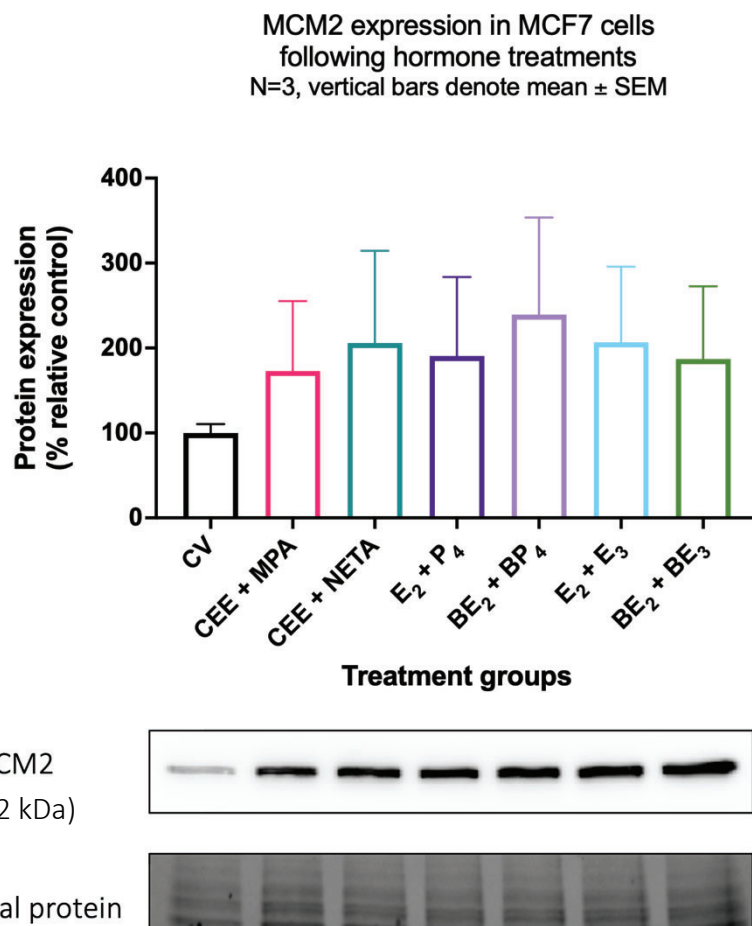 MCM2 expression in MCF7 cells
following hormone treatments
N=3, vertical bars denote mean ± SEM
Protein expression
(% relative control)
400
300
200
100
0
CV
CEE + MPA
CEE + NETA
E₂ + P₄
BE₂ + BP₄
E₂ + E₃
BE₂ + BE₃
Treatment groups
CM2
2 kDa)
al protein